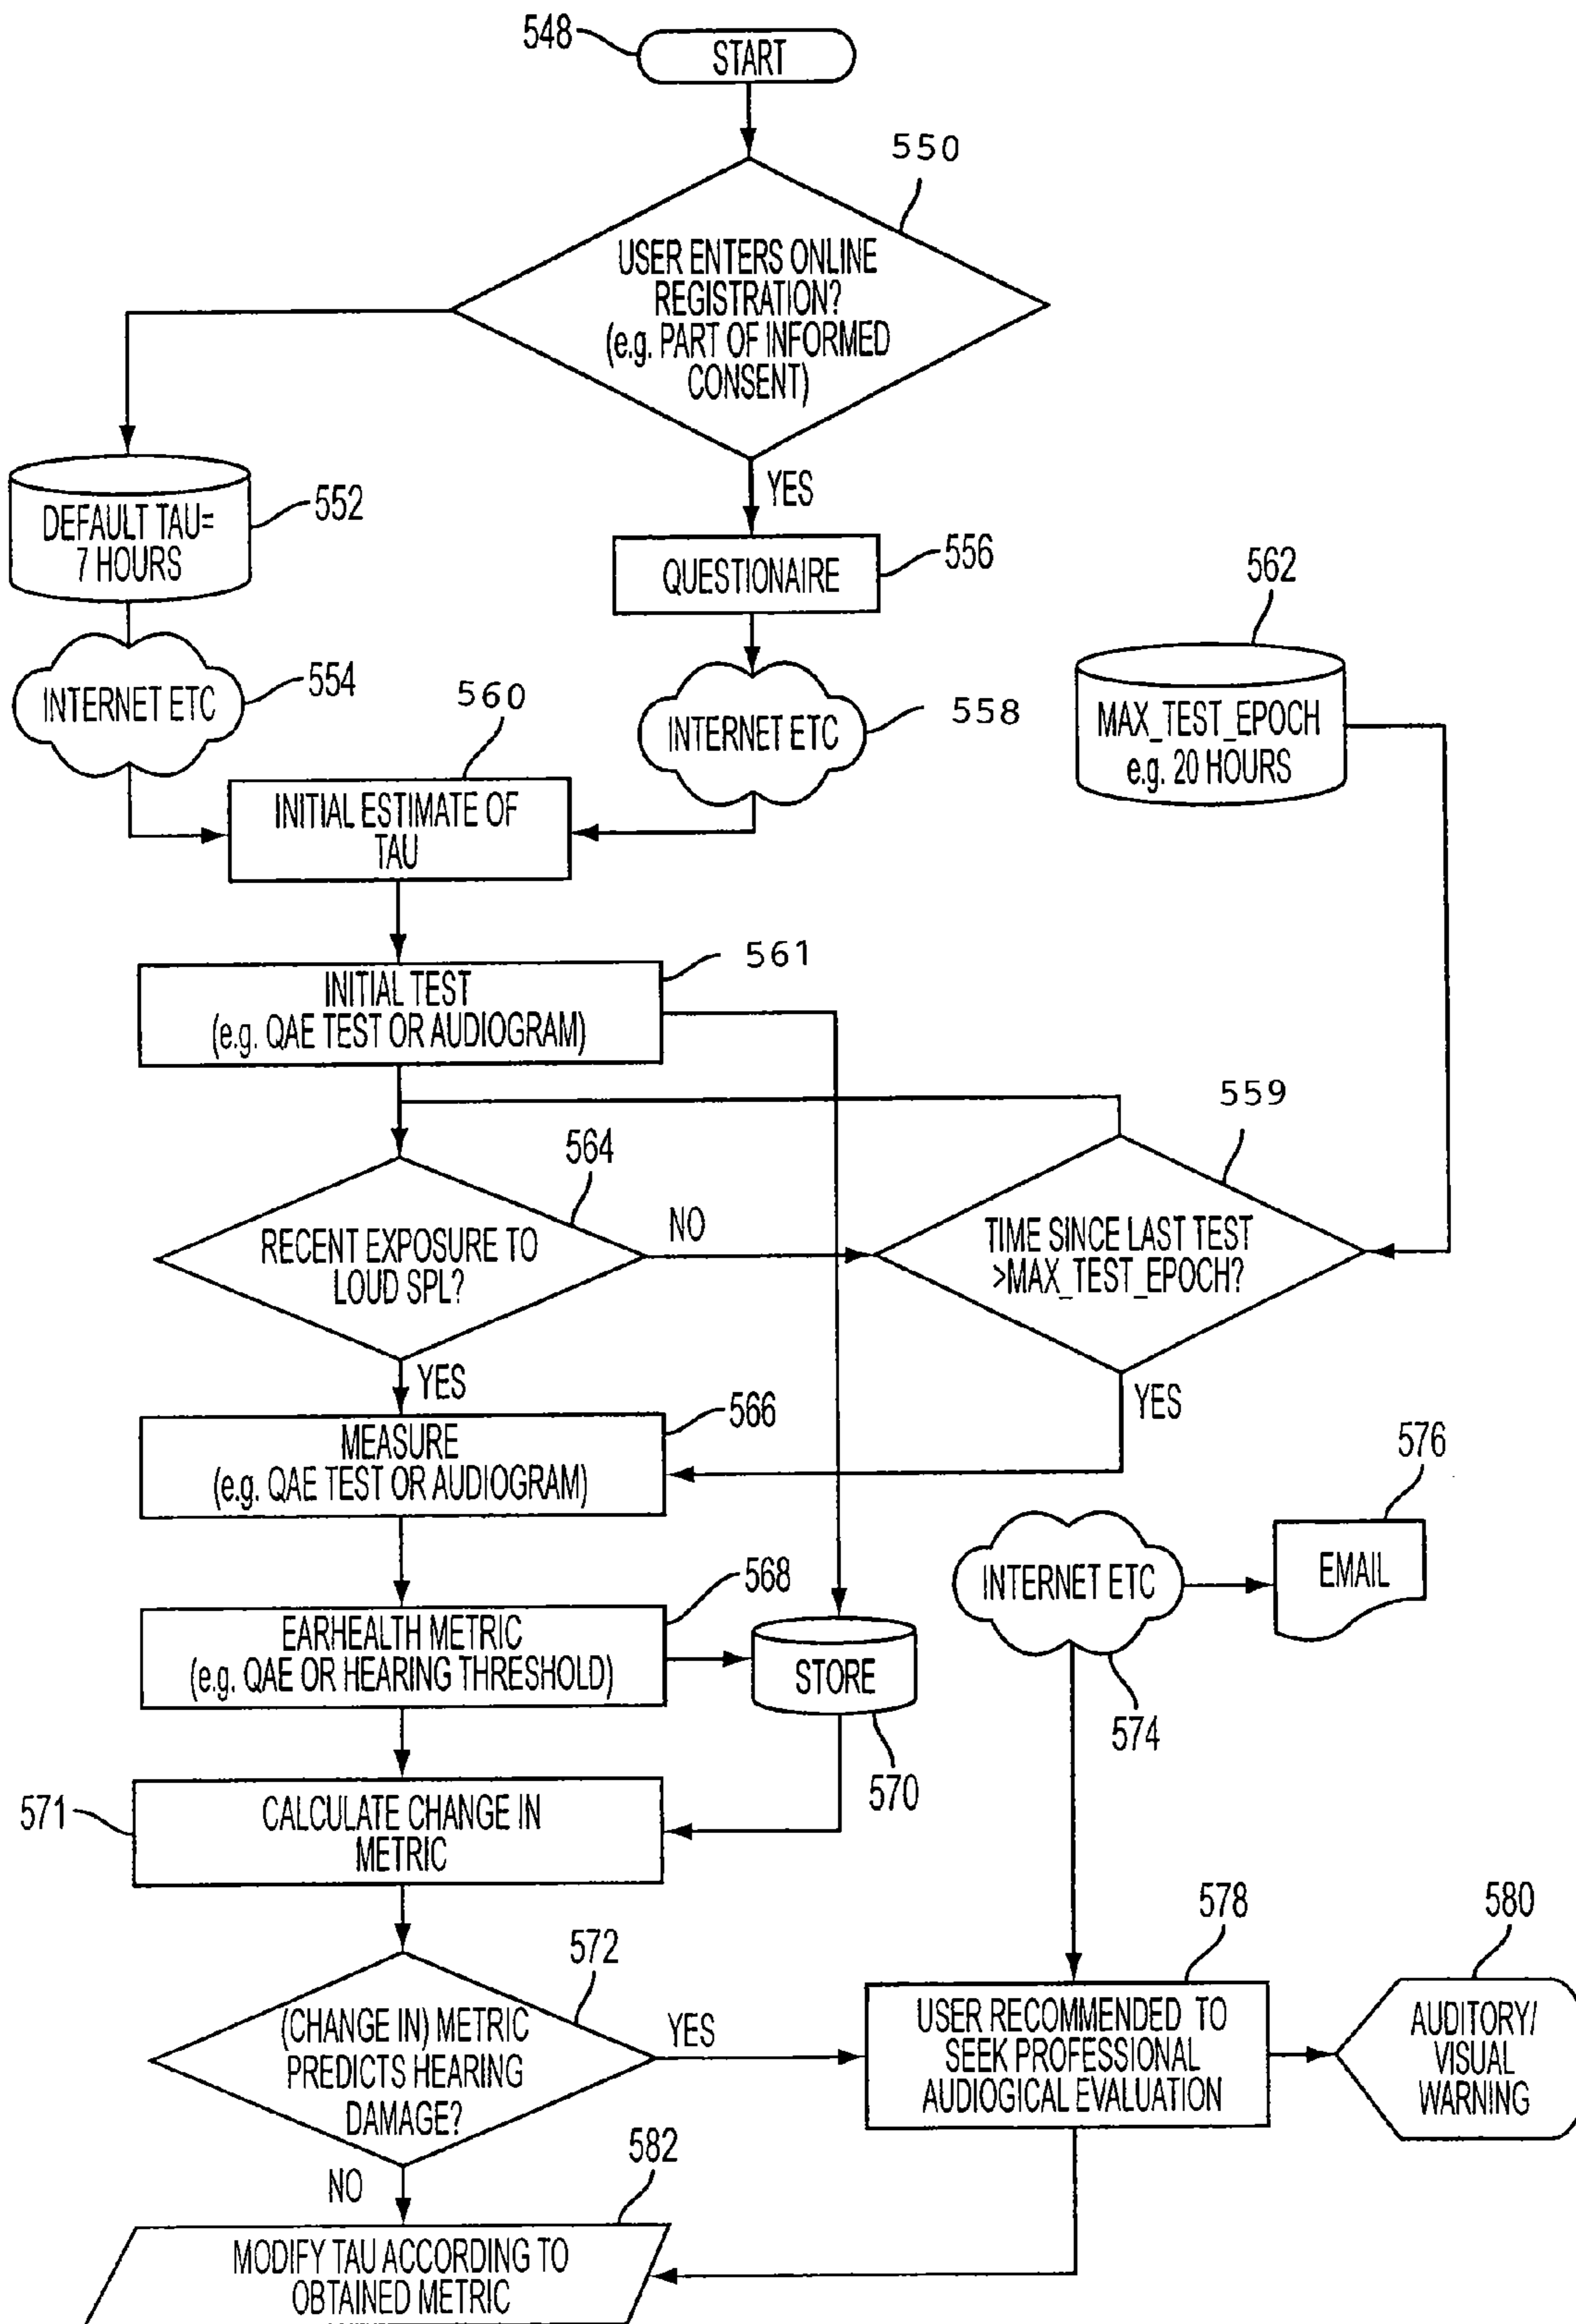 548
START
550
USER ENTERS ONLINE
REGISTRATION?
(e.g. PART OF INFORMED
CONSENT)
YES
552
DEFAULT TAU=
7 HOURS
556
QUESTIONAIRE
562
MAX_TEST_EPOCH
e.g. 20 HOURS
554
INTERNET ETC
558
INTERNET ETC
560
INITIAL ESTIMATE OF
TAU
561
INITIAL TEST
(e.g. QAE TEST OR AUDIOGRAM)
559
564
RECENT EXPOSURE TO
LOUD SPL?
NO
TIME SINCE LAST TEST
>MAX_TEST_EPOCH?
YES
YES
566
MEASURE
(e.g. QAE TEST OR AUDIOGRAM)
576
INTERNET ETC
EMAIL
574
568
EARHEALTH METRIC
(e.g. QAE OR HEARING THRESHOLD)
STORE
570
571
CALCULATE CHANGE IN
METRIC
572
(CHANGE IN) METRIC
PREDICTS HEARING
DAMAGE?
YES
578
USER RECOMMENDED TO
SEEK PROFESSIONAL
AUDIOGICAL EVALUATION
580
AUDITORY/
VISUAL
WARNING
NO
582
MODIFY TAU ACCORDING TO
OBTAINED METRIC